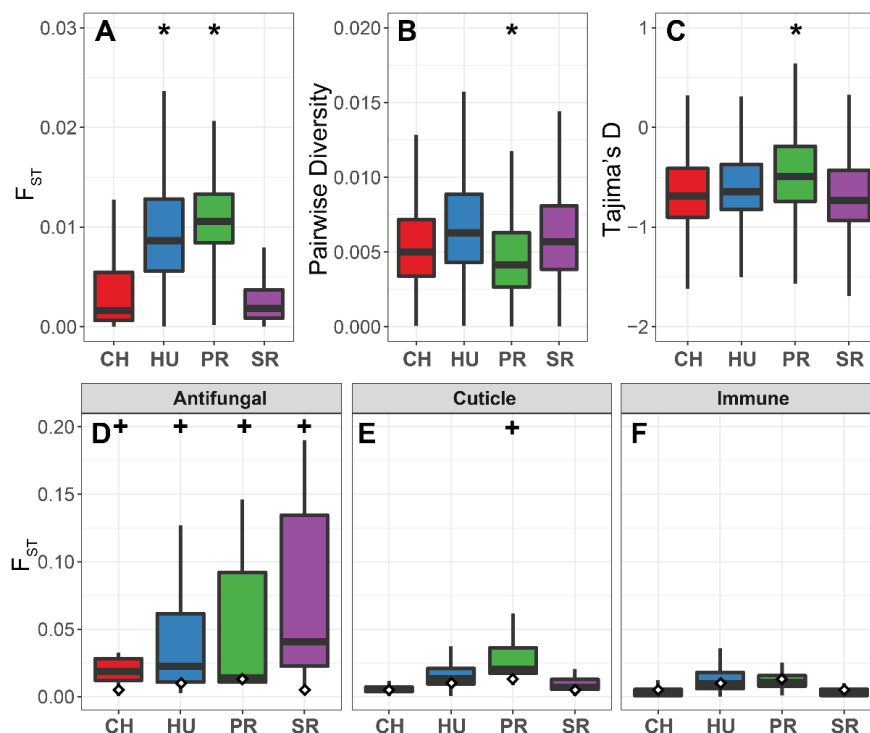 A * *
0.03
0.02
0.01
0.00
F_ST
CH HU PR SR
B *
0.020
0.015
0.010
0.005
0.000
Pairwise Diversity
CH HU PR SR
C *
1
0
−1
−2
Tajima's D
CH HU PR SR
Antifungal
D + + + +
0.20
0.15
0.10
0.05
0.00
F_ST
CH HU PR SR
Cuticle
E +
CH HU PR SR
Immune
F
CH HU PR SR